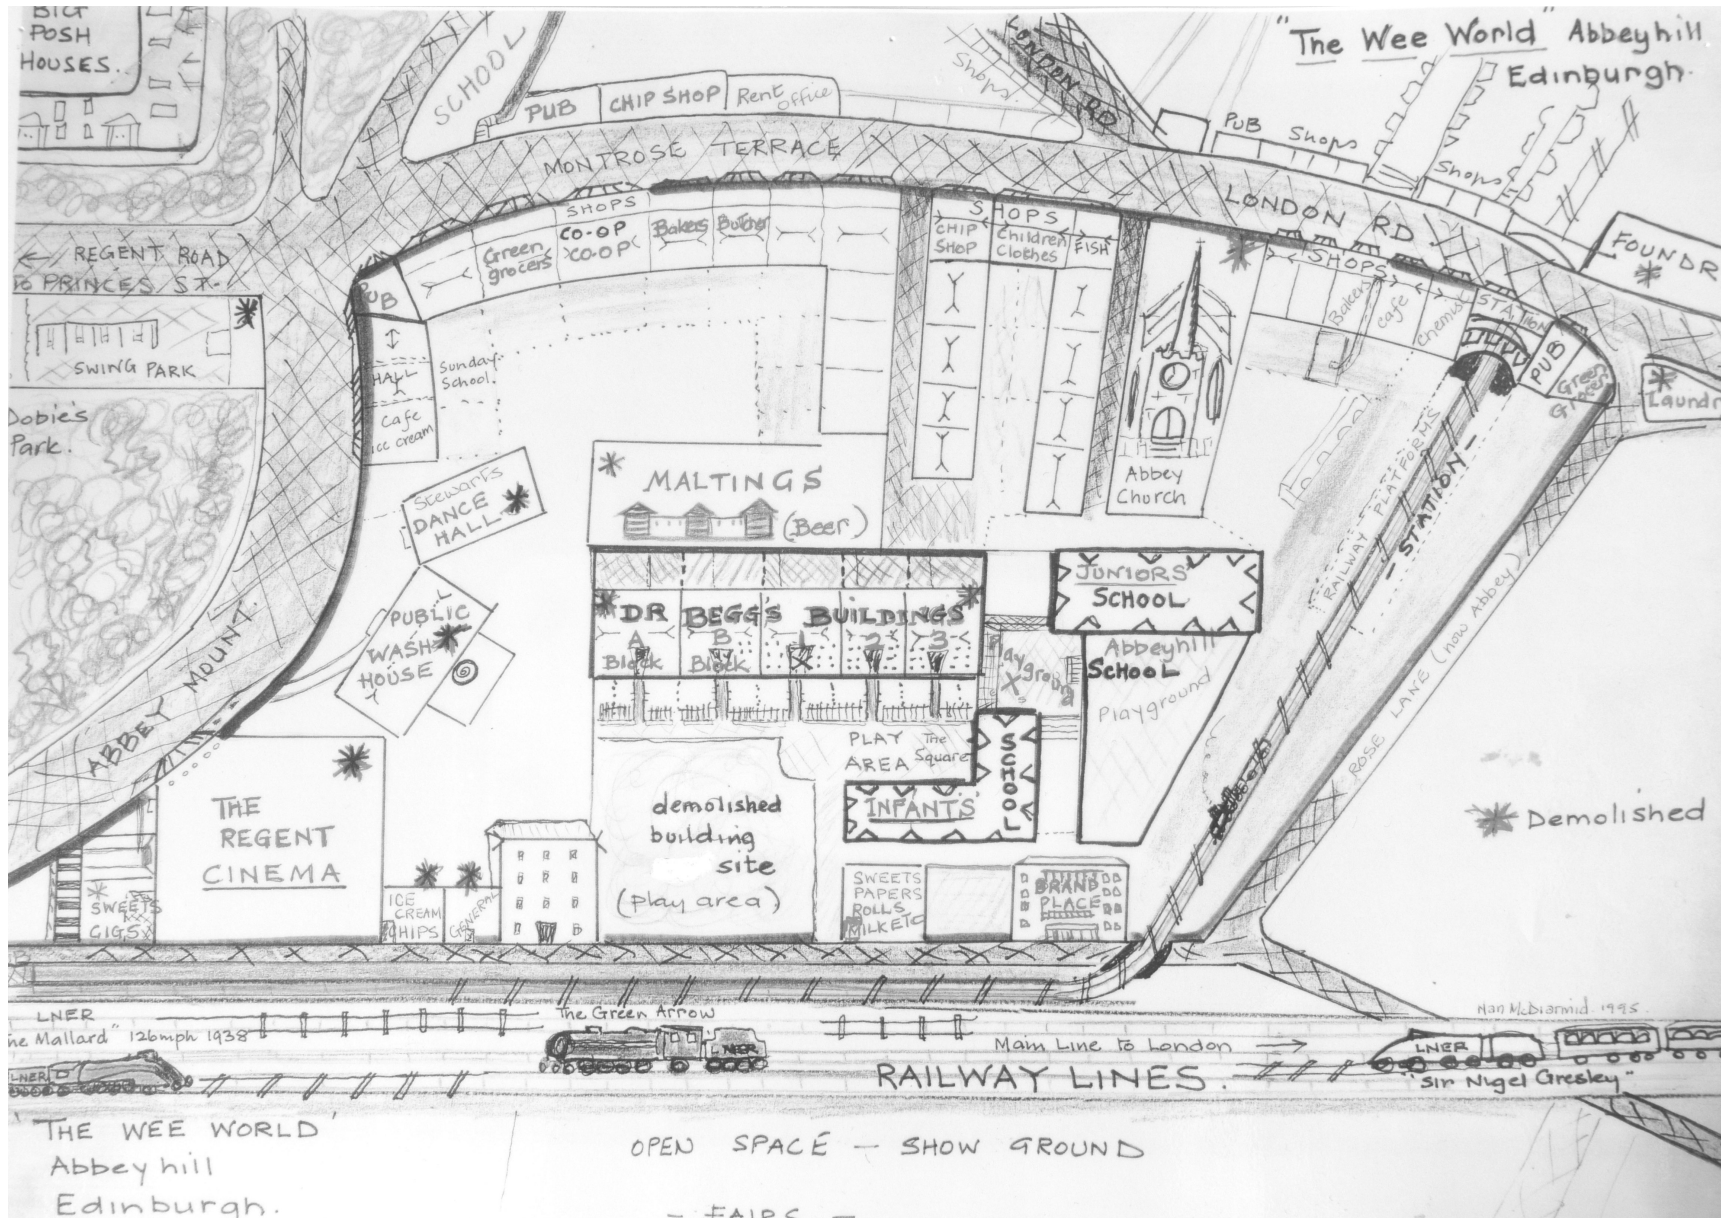 BIG
POSH
HOUSES.
SCHOOL
PUB
CHIP SHOP
Rent
office
Shops.
LONDON RD
"The Wee World" Abbeyhill
Edinburgh.
PUB Shops
Shops
MONTROSE TERRACE
LONDON RD
FOUNDR
← REGENT ROAD
TO PRINCES ST.
SWING PARK
Dobie's
Park.
PUB
HALL
Cafe
ice cream
Sunday
School.
Green
grocers
SHOPS
CO-OP
CO-OP
Bakers
Butcher
SHOPS
CHIP
SHOP
Children
Clothes
FISH
Abbey
Church
SHOPS
Bakers
cafe
Chemist
STATION
PUB
Green
Grocer
Laundr
Stewarts
DANCE
HALL
MALTINGS
(Beer)
PUBLIC
WASH
HOUSE
DR BEGG'S BUILDINGS
A B 1 2 3
Block Block
Playground
X
JUNIORS'
SCHOOL
Abbeyhill
SCHOOL
Playground
RAILWAY PLATFORMS
- STATION -
ROSE LANE (now Abbey)
ABBEY MOUNT.
PLAY
AREA
The
Square
SCHOOL
INFANTS'
THE
REGENT
CINEMA
demolished
building
site
(play area)
Demolished
SWEETS
CIGS
ICE
CREAM
CHIPS
GENERAL
SWEETS
PAPERS
ROLLS
MILK ETC
BRAND
PLACE
LNER
"he Mallard" 126mph 1938
LNER
The Green Arrow
LNER
Main Line to London →
RAILWAY LINES.
Nan McDiarmid. 1995.
LNER
"Sir Nigel Gresley"
'THE WEE WORLD'
Abbeyhill
Edinburgh.
OPEN SPACE - SHOW GROUND
- FAIRS -